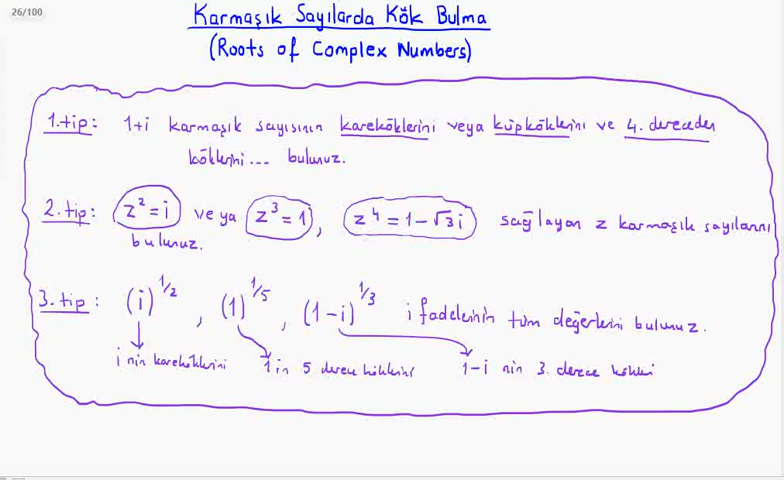 26/100
Karmaşık Sayılarda Kök Bulma
(Roots of Complex Numbers)
1.tip: 1+i karmaşık sayısının kareköklerini veya küpköklerini ve 4. dereceden
köklerini... bulunuz.
2.tip: z² = i veya z³ = 1, z⁴ = 1-√3i sağlayan z karmaşık sayılarını
bulunuz.
3.tip: (i)^1/2, (1)^1/5, (1-i)^1/3 ifadelerinin tüm değerlerini bulunuz.
i nin kareköklerini 1 in 5 derece köklerini 1-i nin 3. derece kökleri